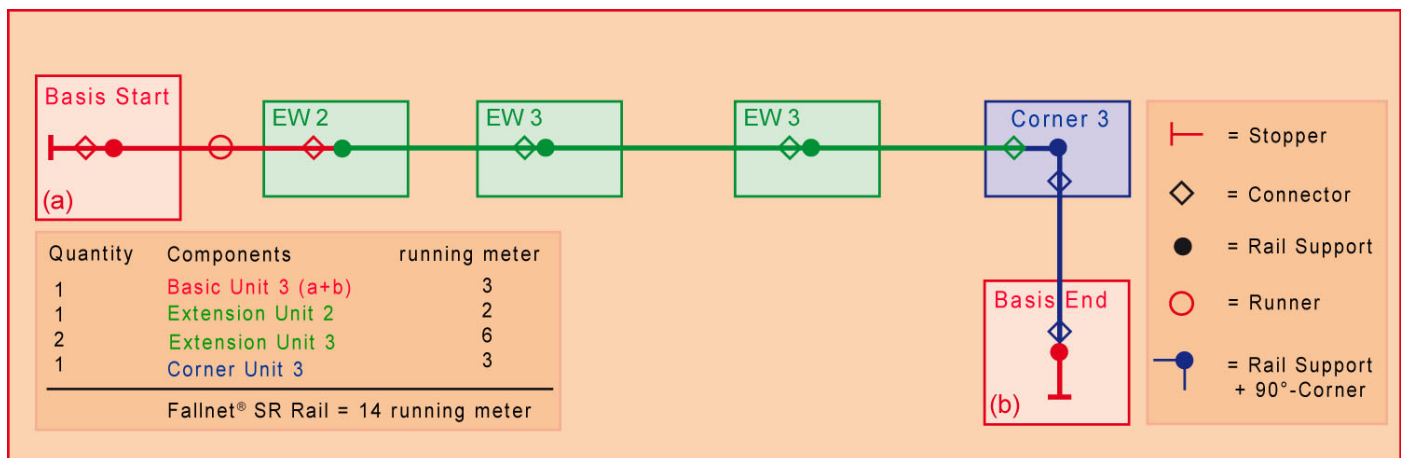 Basis Start
(a)
EW 2
EW 3
EW 3
Corner 3
Basis End
(b)
Quantity Components running meter
1 Basic Unit 3 (a+b) 3
1 Extension Unit 2 2
2 Extension Unit 3 6
1 Corner Unit 3 3
Fallnet® SR Rail = 14 running meter
= Stopper
= Connector
= Rail Support
= Runner
= Rail Support
+ 90°-Corner